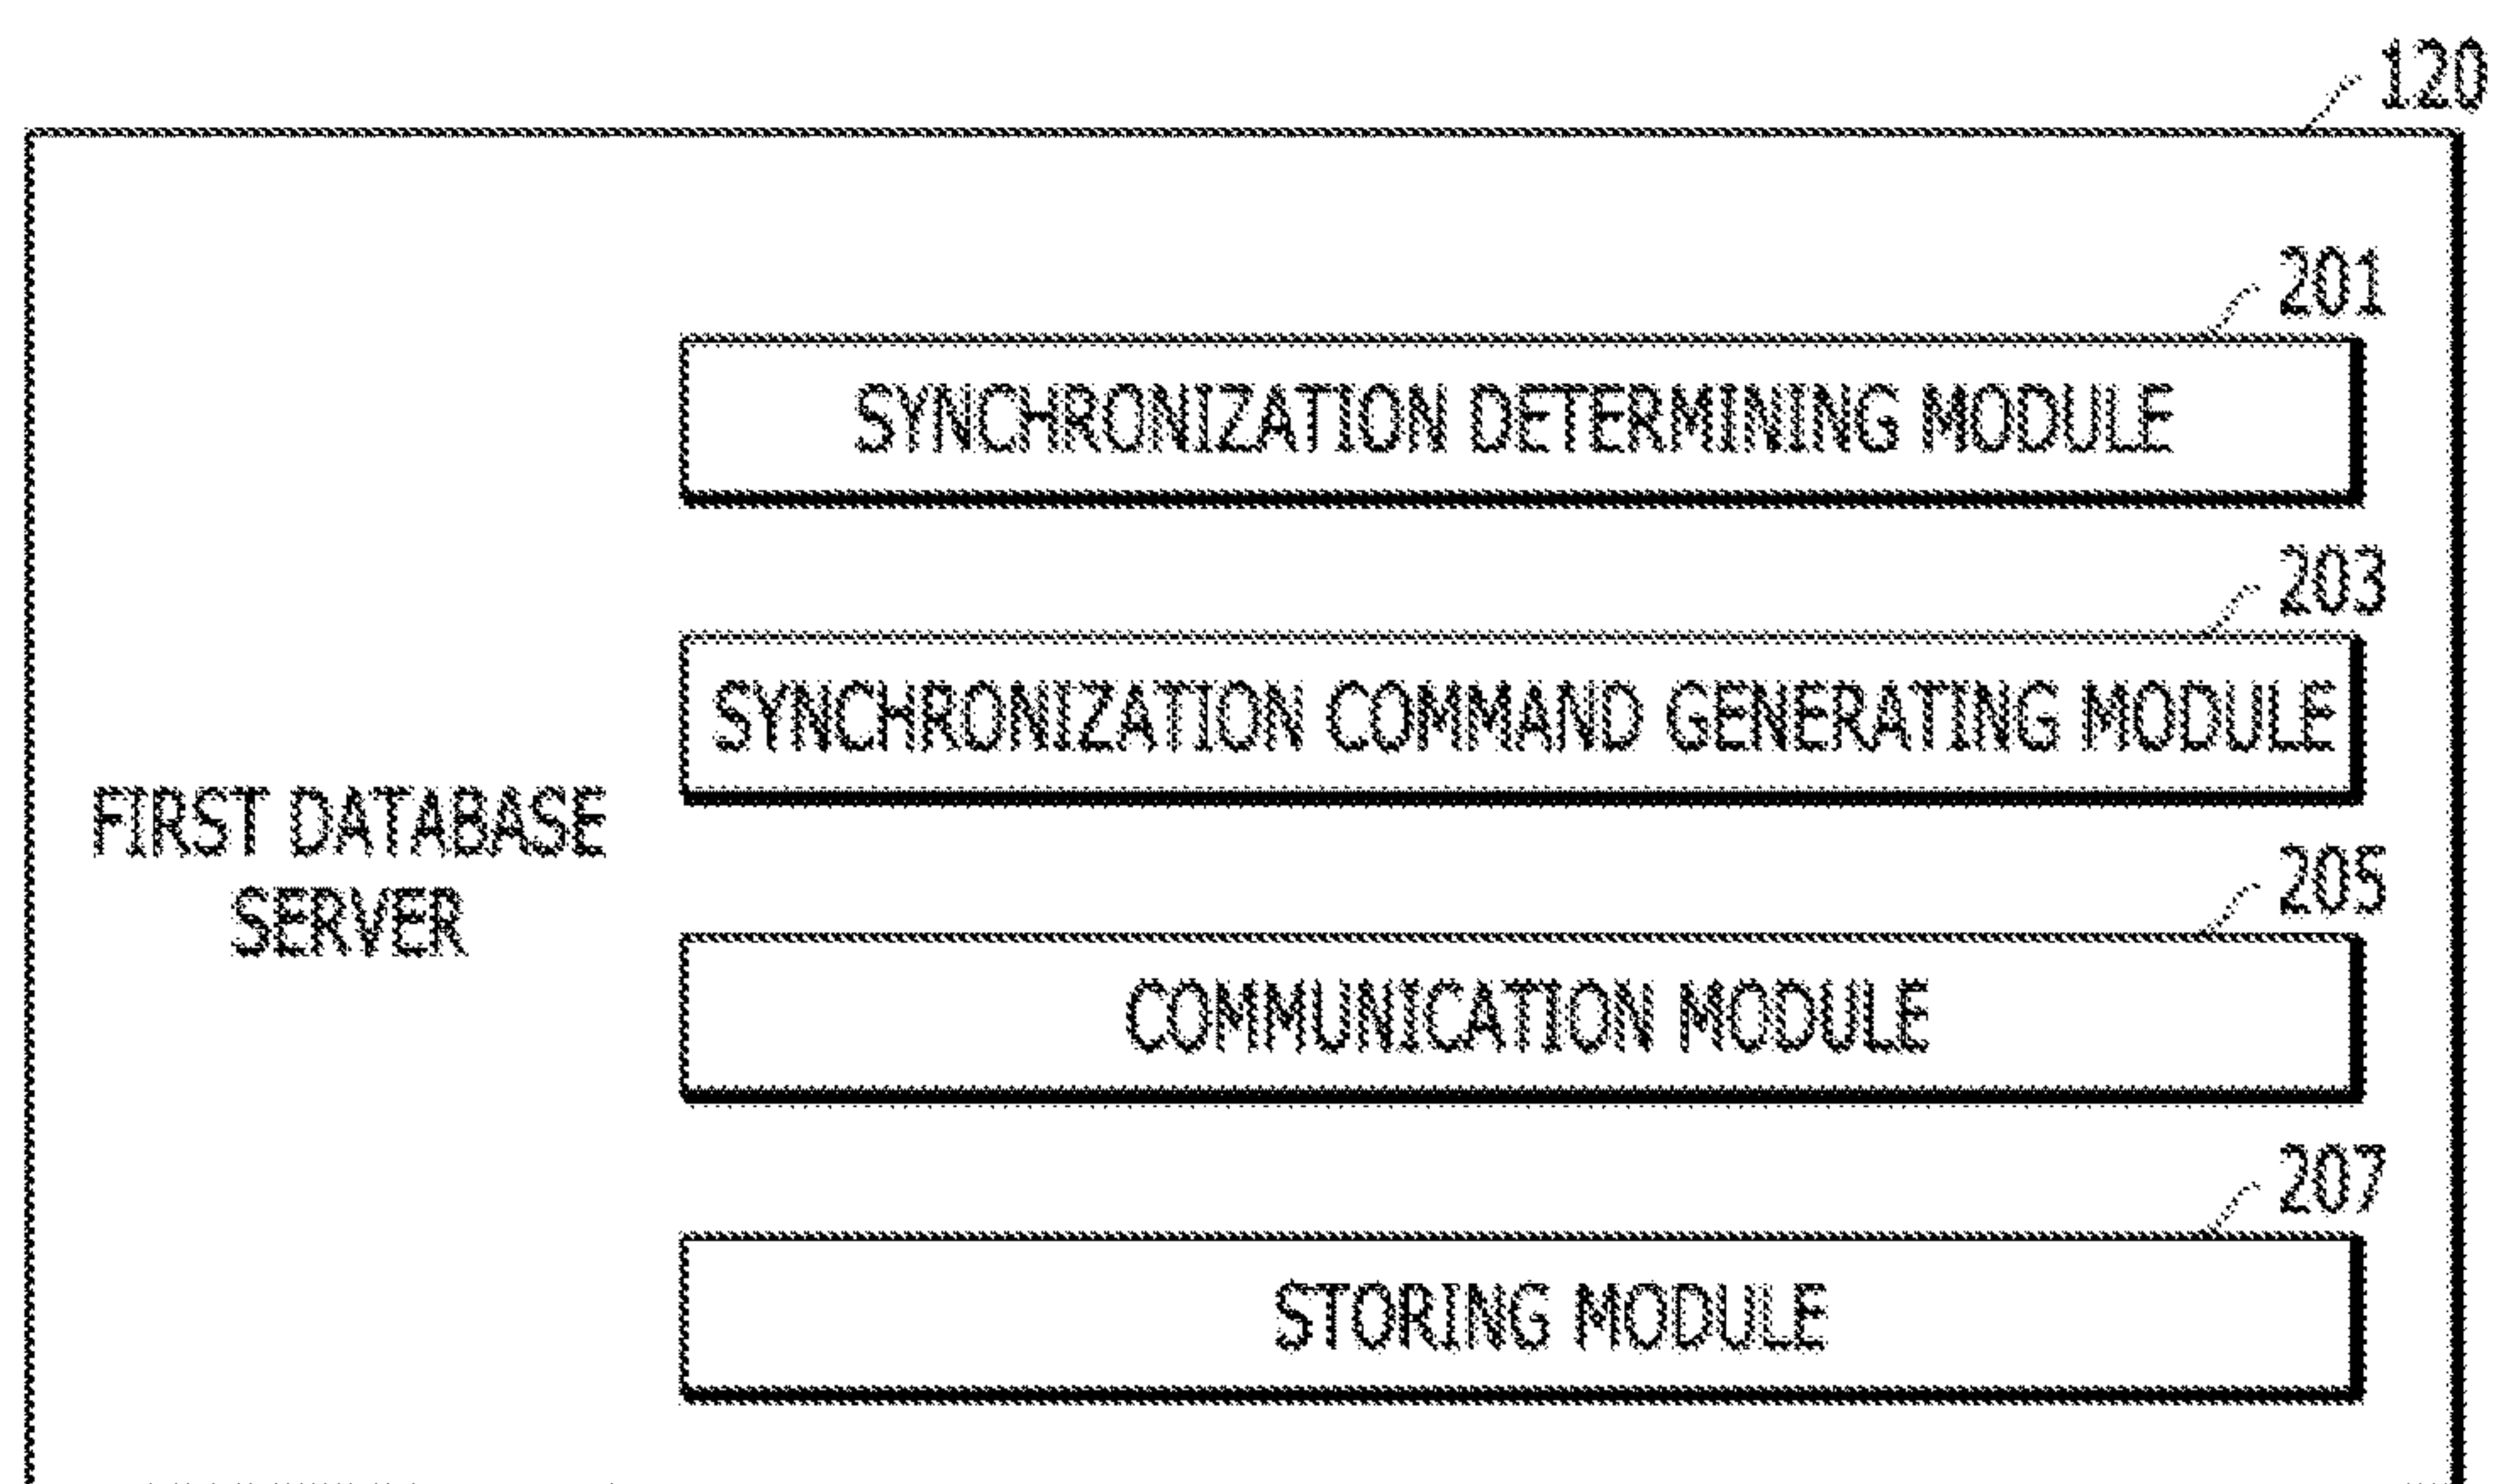 120
201
SYNCHRONIZATION DETERMINING MODULE
203
SYNCHRONIZATION COMMAND GENERATING MODULE
FIRST DATABASE
SERVER
205
COMMUNICATION MODULE
207
STORING MODULE